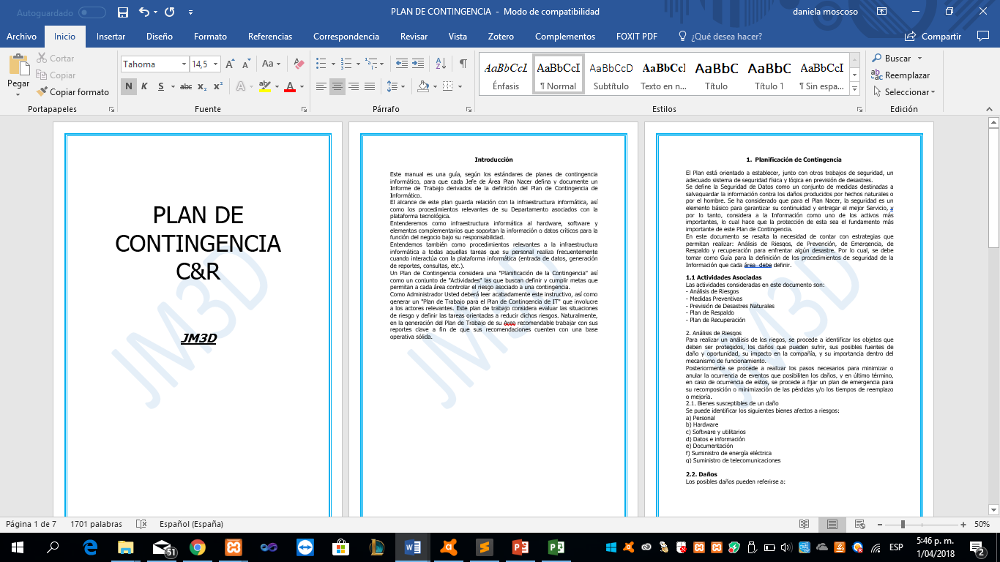 Autoguardado
PLAN DE CONTINGENCIA - Modo de compatibilidad
daniela moscoso
Archivo Inicio Insertar Diseño Formato Referencias Correspondencia Revisar Vista Zotero Complementos FOXIT PDF ¿Qué desea hacer? Compartir
Pegar
Cortar
Copiar
Copiar formato
Portapapeles
Tahoma 14,5
N K S abc x₂ x²
Fuente
Párrafo
AaBbCcL AaBbCcI AaBbCcD AaBbCcI AaBbC AaBbC AaBbCcI
Énfasis ¶ Normal Subtítulo Texto en n... Título Título 1 ¶ Sin espa...
Estilos
Buscar
Reemplazar
Seleccionar
Edición
PLAN DE
CONTINGENCIA
C&R
JM3D
JM3D
Introducción
Este manual es una guía, según los estándares de planes de contingencia
informático, para que cada Jefe de Área Plan Nacer defina y documente un
Informe de Trabajo derivados de la definición del Plan de Contingencia de
Informático.
El alcance de este plan guarda relación con la infraestructura informática, así
como los procedimientos relevantes de su Departamento asociados con la
plataforma tecnológica.
Entenderemos como infraestructura informática al hardware, software y
elementos complementarios que soportan la información o datos críticos para la
función del negocio bajo su responsabilidad.
Entendemos también como procedimientos relevantes a la infraestructura
informática a todas aquellas tareas que su personal realiza frecuentemente
cuando interactúa con la plataforma informática (entrada de datos, generación
de reportes, consultas, etc.).
Un Plan de Contingencia considera una "Planificación de la Contingencia" así
como un conjunto de "Actividades" las que buscan definir y cumplir metas que
permitan a cada área controlar el riesgo asociado a una contingencia.
Como Administrador Usted deberá leer acabadamente este instructivo, así como
generar un "Plan de Trabajo para el Plan de Contingencia de IT" que involucre
a los actores relevantes. Este plan de trabajo considera evaluar las situaciones
de riesgo y definir las tareas orientadas a reducir dichos riesgos. Naturalmente,
en la generación del Plan de Trabajo de su Area recomendable trabajar con sus
reportes clave a fin de que sus recomendaciones cuenten con una base
operativa sólida.
JM3D
1. Planificación de Contingencia
El Plan está orientado a establecer, junto con otros trabajos de seguridad, un
adecuado sistema de seguridad física y lógica en previsión de desastres.
Se define la Seguridad de Datos como un conjunto de medidas destinadas a
salvaguardar la información contra los daños producidos por hechos naturales o
por el hombre. Se ha considerado que para el Plan Nacer, la seguridad es un
elemento básico para garantizar su continuidad y entregar el mejor Servicio, y
por lo tanto, considera a la Información como uno de los activos más
importantes, lo cual hace que la protección de esta sea el fundamento más
importante de este Plan de Contingencia.
En este documento se resalta la necesidad de contar con estrategias que
permitan realizar: Análisis de Riesgos, de Prevención, de Emergencia, de
Respaldo y recuperación para enfrentar algún desastre. Por lo cual, se debe
tomar como Guía para la definición de los procedimientos de seguridad de la
Información que cada área debe definir.
1.1 Actividades Asociadas
Las actividades consideradas en este documento son:
- Análisis de Riesgos
- Medidas Preventivas
- Previsión de Desastres Naturales
- Plan de Respaldo
- Plan de Recuperación
2. Análisis de Riesgos
Para realizar un análisis de los riegos, se procede a identificar los objetos que
deben ser protegidos, los daños que pueden sufrir, sus posibles fuentes de
daño y oportunidad, su impacto en la compañía, y su importancia dentro del
mecanismo de funcionamiento.
Posteriormente se procede a realizar los pasos necesarios para minimizar o
anular la ocurrencia de eventos que posibiliten los daños, y en último término,
en caso de ocurrencia de estos, se procede a fijar un plan de emergencia para
su recomposición o minimización de las pérdidas y/o los tiempos de reemplazo
o mejoría.
2.1. Bienes susceptibles de un daño
Se puede identificar los siguientes bienes afectos a riesgos:
a) Personal
b) Hardware
c) Software y utilitarios
d) Datos e información
e) Documentación
f) Suministro de energía eléctrica
g) Suministro de telecomunicaciones
2.2. Daños
Los posibles daños pueden referirse a:
JM3D
Página 1 de 7 1701 palabras Español (España) 50%
51
ESP
5:46 p. m.
1/04/2018
2